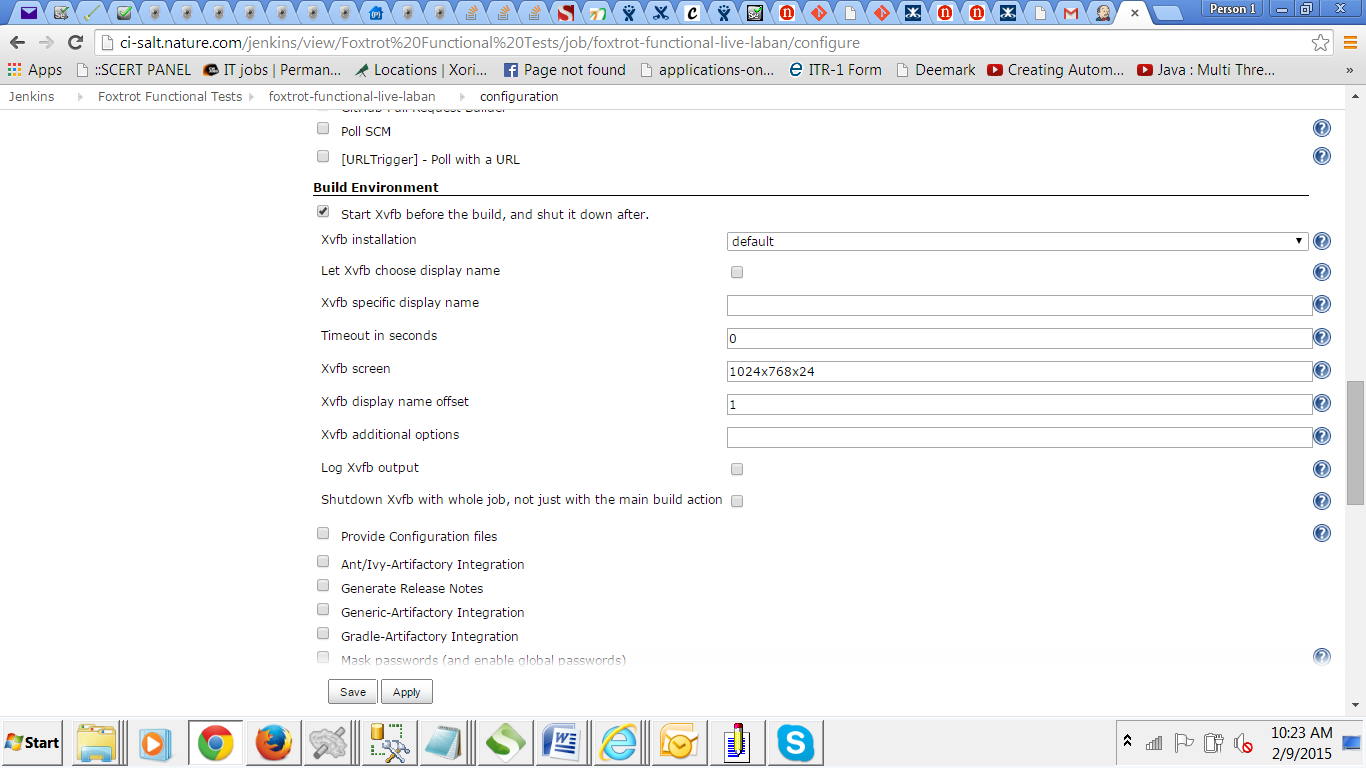 Person 1
ci-salt.nature.com/jenkins/view/Foxtrot%20Functional%20Tests/job/foxtrot-functional-live-laban/configure
Apps ::SCERT PANEL IT jobs | Perman... Locations | Xori... Page not found applications-on... ITR-1 Form Deemark Creating Autom... Java : Multi Thre... »
Jenkins Foxtrot Functional Tests foxtrot-functional-live-laban configuration
GitHub Pull Request Builder
Poll SCM
[URLTrigger] - Poll with a URL
Build Environment
Start Xvfb before the build, and shut it down after.
Xvfb installation default
Let Xvfb choose display name
Xvfb specific display name
Timeout in seconds 0
Xvfb screen 1024x768x24
Xvfb display name offset 1
Xvfb additional options
Log Xvfb output
Shutdown Xvfb with whole job, not just with the main build action
Provide Configuration files
Ant/Ivy-Artifactory Integration
Generate Release Notes
Generic-Artifactory Integration
Gradle-Artifactory Integration
Mask passwords (and enable global passwords)
Save Apply
Start
10:23 AM
2/9/2015